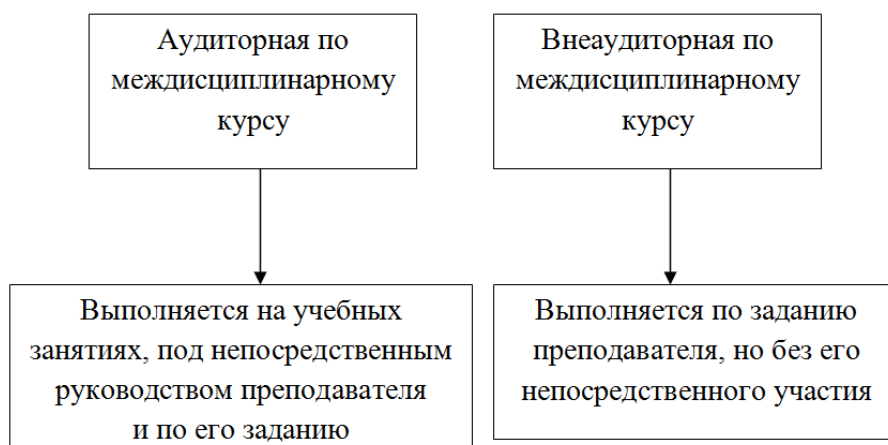 Аудиторная по
междисциплинарному
курсу
Внеаудиторная по
междисциплинарному
курсу
Выполняется на учебных
занятиях, под непосредственным
руководством преподавателя
и по его заданию
Выполняется по заданию
преподавателя, но без его
непосредственного участия